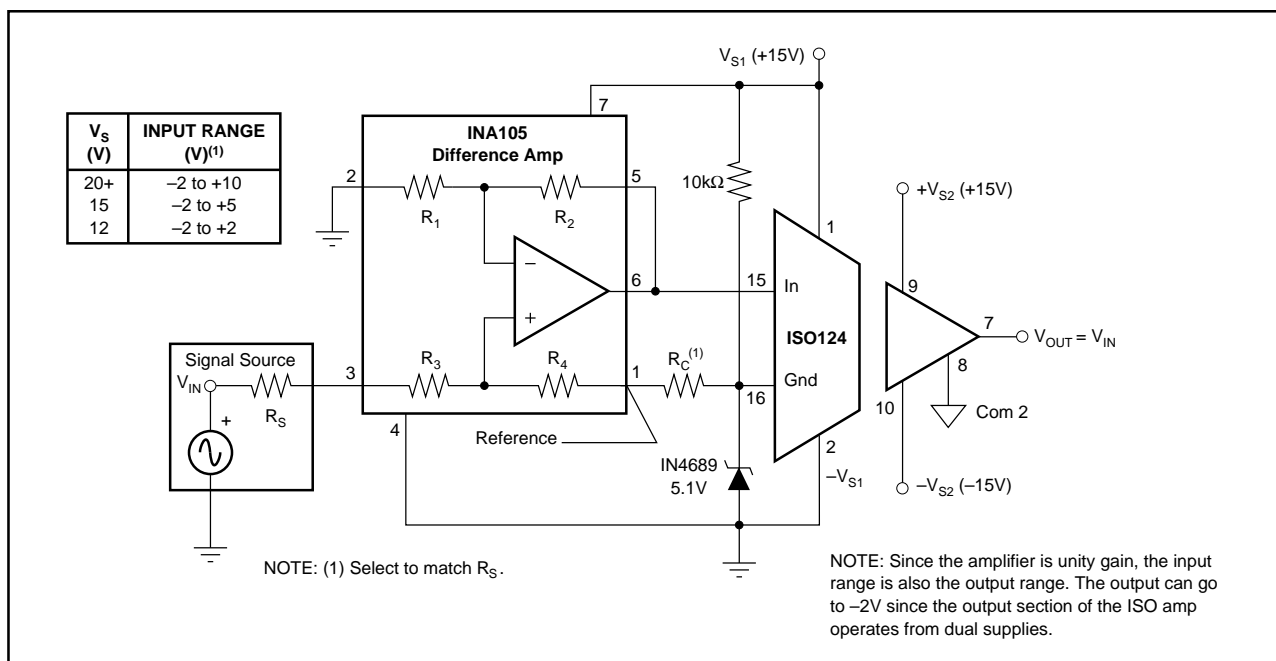 V_S1 (+15V)
V_S (V) INPUT RANGE (V)(1)
20+ –2 to +10
15 –2 to +5
12 –2 to +2
7
INA105
Difference Amp
2
R_1
R_2
5
10kΩ
–
+
6
15
In
1
ISO124
Gnd
16
2
–V_S1
+V_S2 (+15V)
9
7
V_OUT = V_IN
8
Com 2
10
–V_S2 (–15V)
Signal Source
V_IN
R_S
+
3
R_3
R_4
1
R_C(1)
4
Reference
IN4689
5.1V
NOTE: (1) Select to match R_S.
NOTE: Since the amplifier is unity gain, the input
range is also the output range. The output can go
to –2V since the output section of the ISO amp
operates from dual supplies.